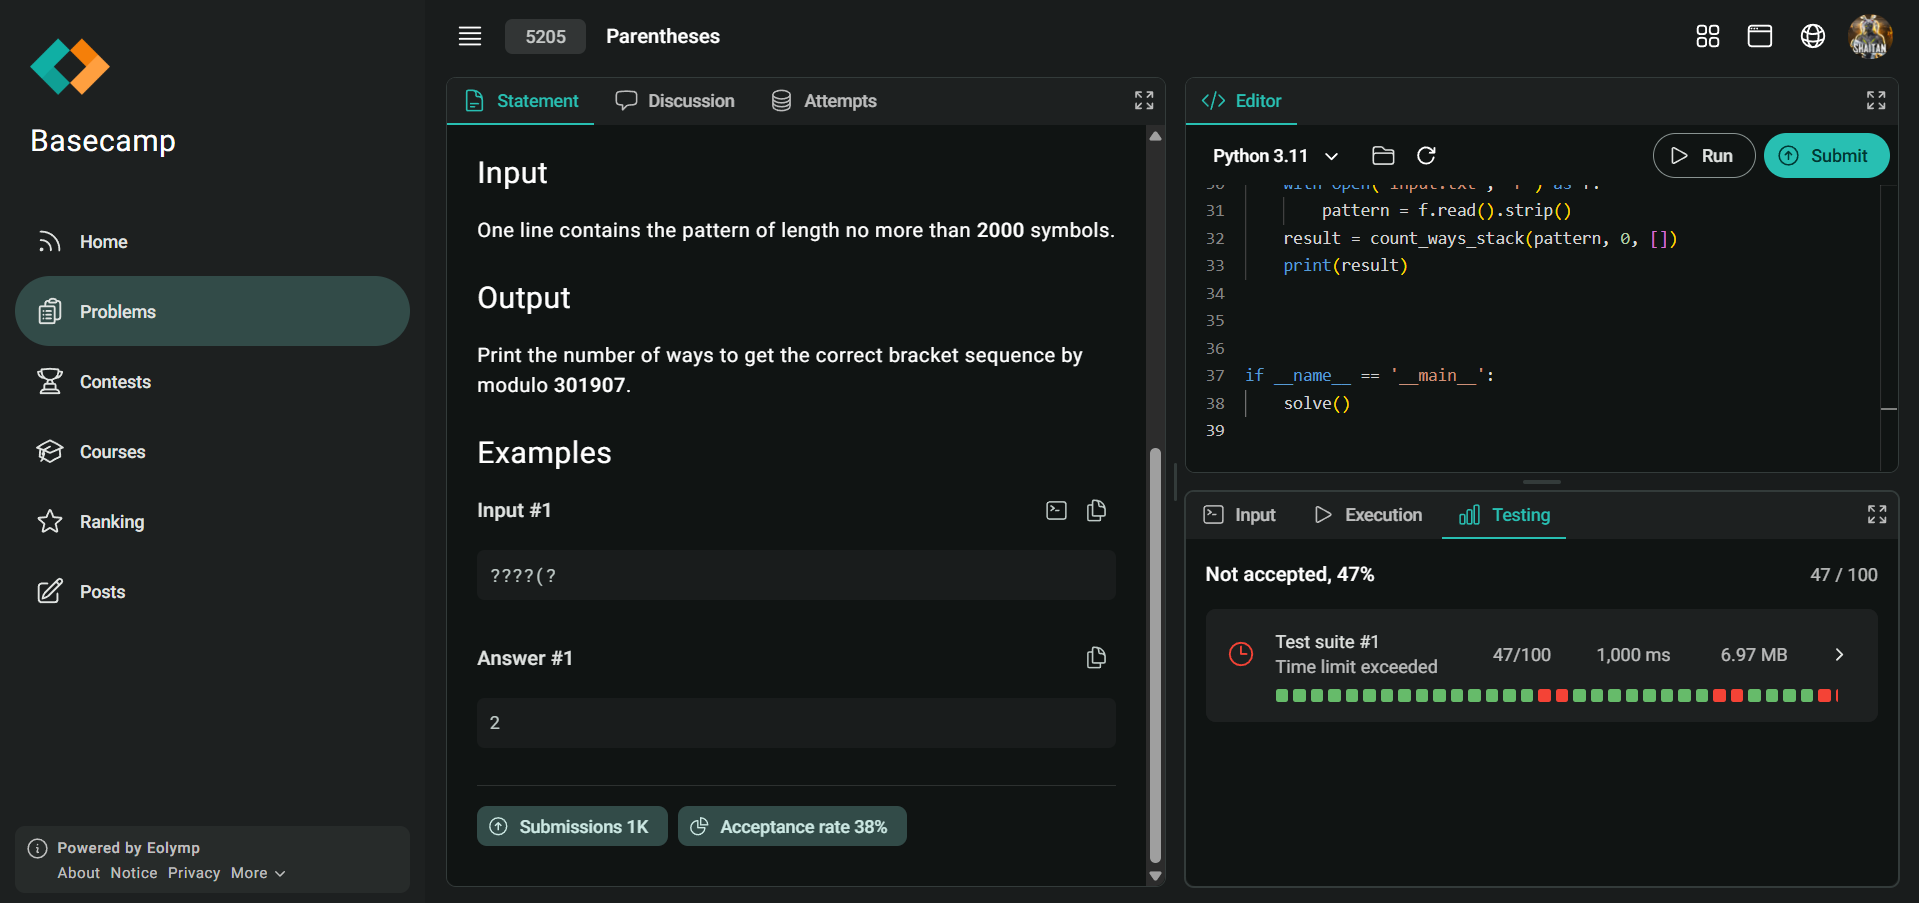 Basecamp
Home
Problems
Contests
Courses
Ranking
Posts
Powered by Eolymp
About Notice Privacy More
5205 Parentheses
Statement Discussion Attempts
Input
One line contains the pattern of length no more than 2000 symbols.
Output
Print the number of ways to get the correct bracket sequence by
modulo 301907.
Examples
Input #1
????(?
Answer #1
2
Submissions 1K Acceptance rate 38%
SHAITAN
Editor
Python 3.11 Run Submit
31 pattern = f.read().strip()
32 result = count_ways_stack(pattern, 0, [])
33 print(result)
34
35
36
37 if __name__ == '__main__':
38 solve()
39
Input Execution Testing
Not accepted, 47% 47 / 100
Test suite #1
Time limit exceeded
47/100 1,000 ms 6.97 MB